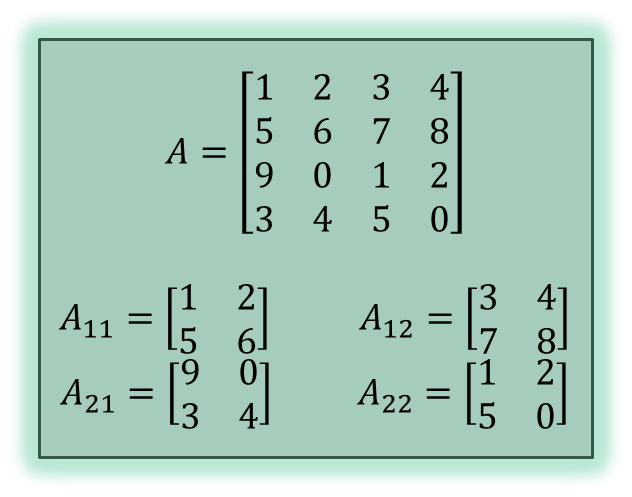 A = [1 2 3 4
5 6 7 8
9 0 1 2
3 4 5 0]
A₁₁ = [1 2
5 6] A₁₂ = [3 4
7 8]
A₂₁ = [9 0
3 4] A₂₂ = [1 2
5 0]